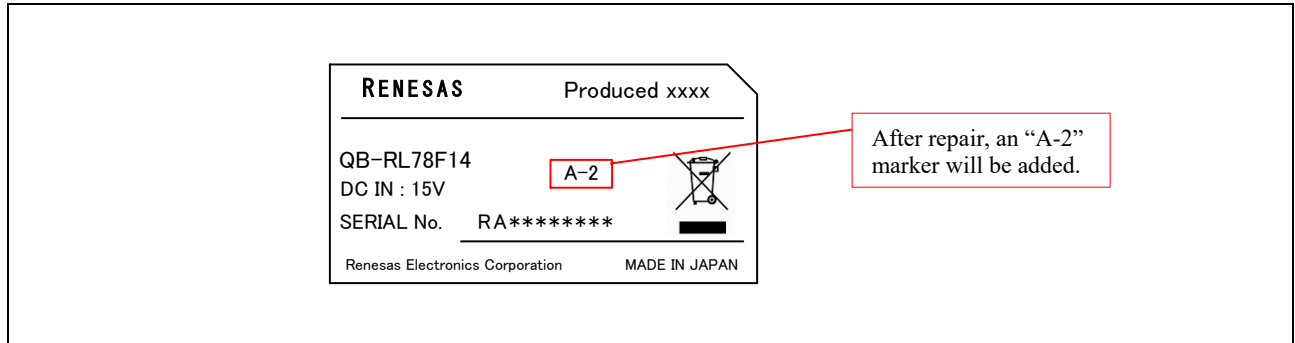 RENESAS Produced xxxx
QB-RL78F14
A-2
DC IN : 15V
SERIAL No. RA********
Renesas Electronics Corporation MADE IN JAPAN
After repair, an “A-2”
marker will be added.